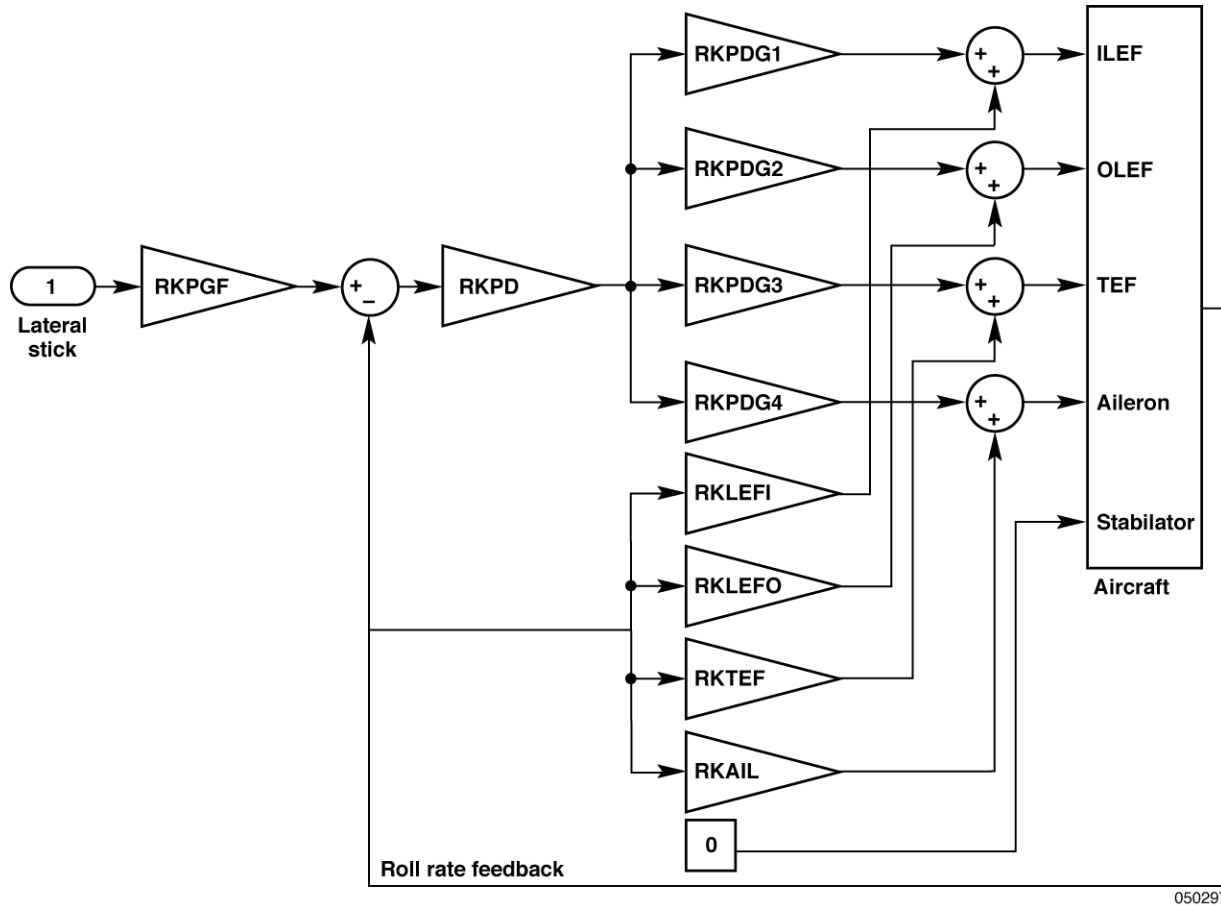 RKPDG1
+
+
ILEF
RKPDG2
+
+
OLEF
1
RKPGF
+
−
RKPD
RKPDG3
+
+
TEF
Lateral
stick
RKPDG4
+
+
Aileron
RKLEFI
Stabilator
RKLEFO
Aircraft
RKTEF
RKAIL
0
Roll rate feedback
050297